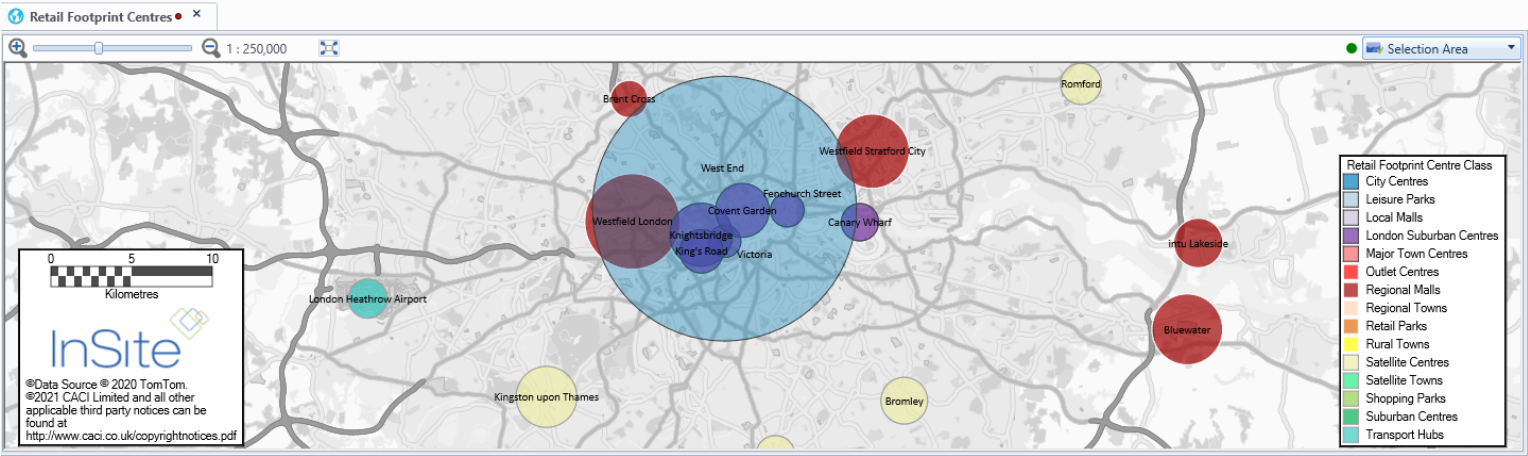 Retail Footprint Centres
1 : 250,000
Selection Area
Romford
Brent Cross
Westfield Stratford City
West End
Fenchurch Street
Covent Garden
Westfield London
Canary Wharf
Knightsbridge
King's Road
Victoria
intu Lakeside
London Heathrow Airport
Bluewater
Kingston upon Thames
Bromley
0 5 10
Kilometres
InSite
©Data Source © 2020 TomTom.
©2021 CACI Limited and all other
applicable third party notices can be
found at
http://www.caci.co.uk/copyrightnotices.pdf
Retail Footprint Centre Class
City Centres
Leisure Parks
Local Malls
London Suburban Centres
Major Town Centres
Outlet Centres
Regional Malls
Regional Towns
Retail Parks
Rural Towns
Satellite Centres
Satellite Towns
Shopping Parks
Suburban Centres
Transport Hubs